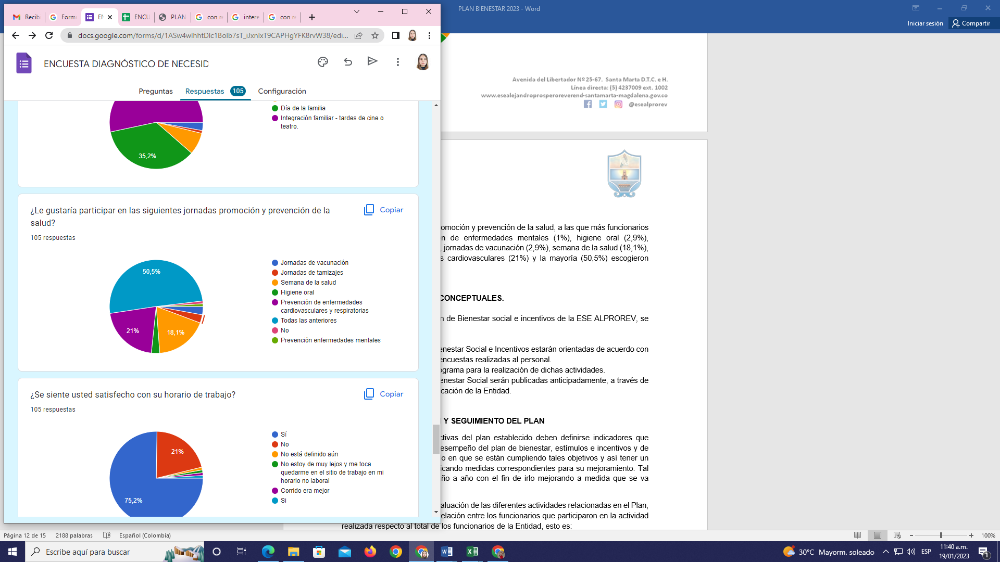 PLAN BIENESTAR 2023 - Word
Iniciar sesión
Compartir
Recib
Form
EN
ENCU
PLAN
con re
intere
con re
docs.google.com/forms/d/1ASw4wlhhtDlc1Bolb7sT_iJxnlxT9CAPHgYFK8rvW38/edi...
ENCUESTA DIAGNÓSTICO DE NECESID
Preguntas
Respuestas 105
Configuración
Día de la familia
Integración familiar - tardes de cine o
teatro.
35,2%
¿Le gustaría participar en las siguientes jornadas promoción y prevención de la
salud?
Copiar
105 respuestas
50,5%
21%
18,1%
Jornadas de vacunación
Jornadas de tamizajes
Semana de la salud
Higiene oral
Prevención de enfermedades
cardiovasculares y respiratorias
Todas las anteriores
No
Prevención enfermedades mentales
¿Se siente usted satisfecho con su horario de trabajo?
Copiar
105 respuestas
21%
75,2%
Sí
No
No está definido aún
No estoy de muy lejos y me toca
quedarme en el sitio de trabajo en mi
horario no laboral
Corrido era mejor
Si
Avenida del Libertador Nº 25-67. Santa Marta D.T.C. e H.
Línea directa: (5) 4237009 ext. 1002
www.esealejandroprosperoreverend-santamarta-magdalena.gov.co
@esealprorev
omoción y prevención de la salud, a las que más funcionarios
n de enfermedades mentales (1%), higiene oral (2,9%),
, jornadas de vacunación (2,9%), semana de la salud (18,1%),
s cardiovasculares (21%) y la mayoría (50,5%) escogieron
CONCEPTUALES.
n de Bienestar social e incentivos de la ESE ALPROREV, se
enestar Social e Incentivos estarán orientadas de acuerdo con
encuestas realizadas al personal.
ograma para la realización de dichas actividades.
enestar Social serán publicadas anticipadamente, a través de
cación de la Entidad.
Y SEGUIMIENTO DEL PLAN
ctivas del plan establecido deben definirse indicadores que
esempeño del plan de bienestar, estímulos e incentivos y de
o en que se están cumpliendo tales objetivos y así tener un
icando medidas correspondientes para su mejoramiento. Tal
ño a año con el fin de irlo mejorando a medida que se va
aluación de las diferentes actividades relacionadas en el Plan,
elación entre los funcionarios que participaron en la actividad
realizada respecto al total de los funcionarios de la Entidad, esto es:
Página 12 de 15
2188 palabras
Español (Colombia)
100%
Escribe aquí para buscar
30°C Mayorm. soleado
ESP
11:40 a.m.
19/01/2023
1